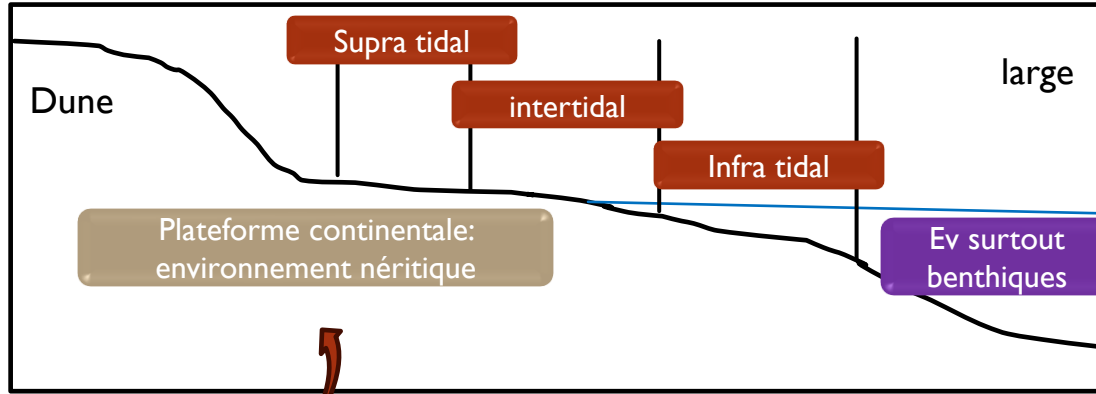 Supra tidal
large
Dune
intertidal
Infra tidal
Plateforme continentale:
environnement néritique
Ev surtout
benthiques